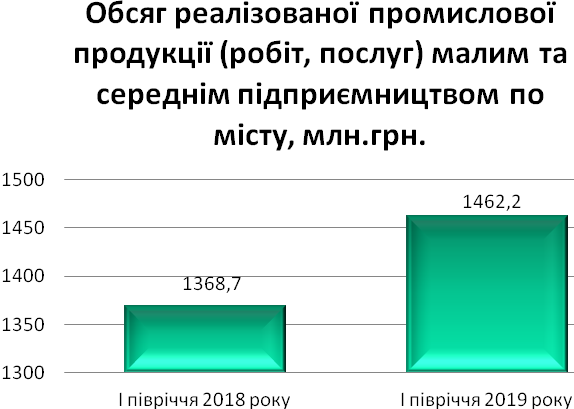 Обсяг реалізованої промислової
продукції (робіт, послуг) малим та
середнім підприємництвом по
місту, млн.грн.
1500
1462,2
1450
1400
1368,7
1350
1300
І півріччя 2018 року
І півріччя 2019 року